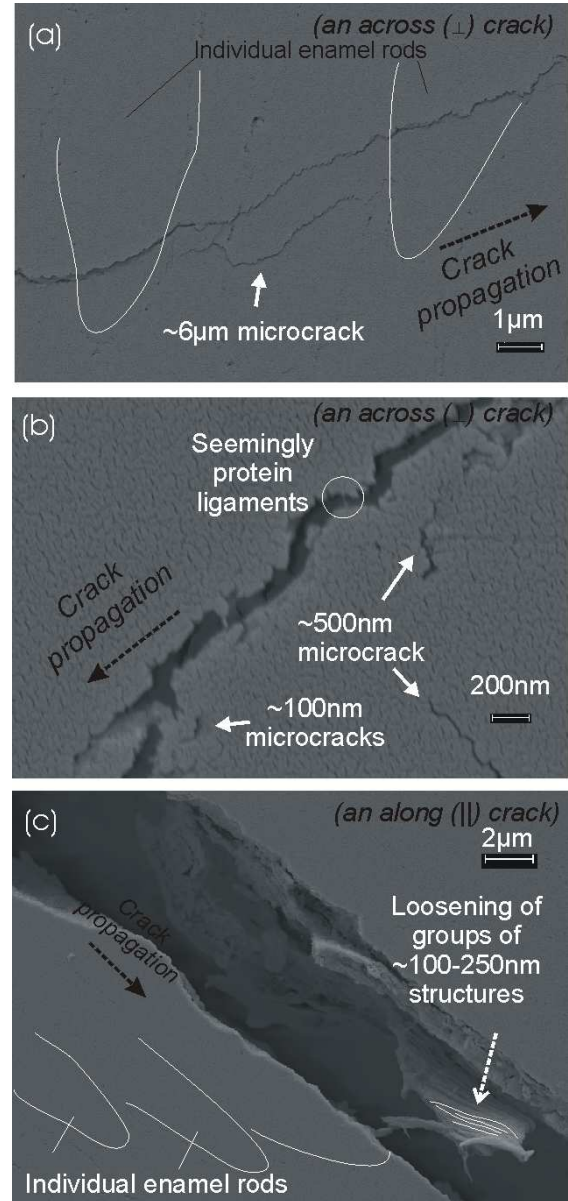 (a)
(an across (⊥) crack)
Individual enamel rods
Crack
propagation
~6μm microcrack
1μm
(b)
(an across (⊥) crack)
Seemingly
protein
ligaments
Crack
propagation
~500nm
microcrack
~100nm
microcracks
200nm
(c)
(an along (||) crack)
2μm
Crack
propagation
Loosening of
groups of
~100-250nm
structures
Individual enamel rods